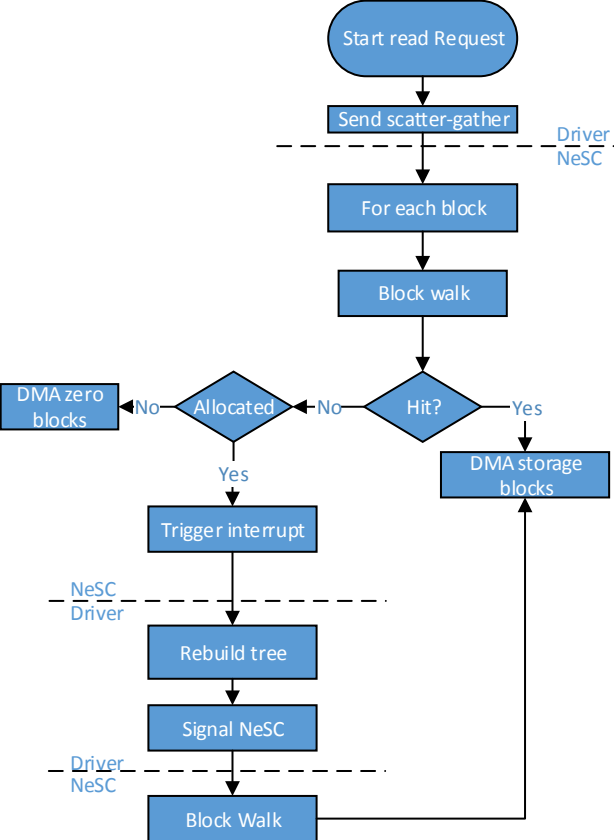 Start read Request
Send scatter-gather
Driver
NeSC
For each block
Block walk
DMA zero
blocks
No
Allocated
No
Hit?
Yes
DMA storage
blocks
Yes
Trigger interrupt
NeSC
Driver
Rebuild tree
Signal NeSC
Driver
NeSC
Block Walk